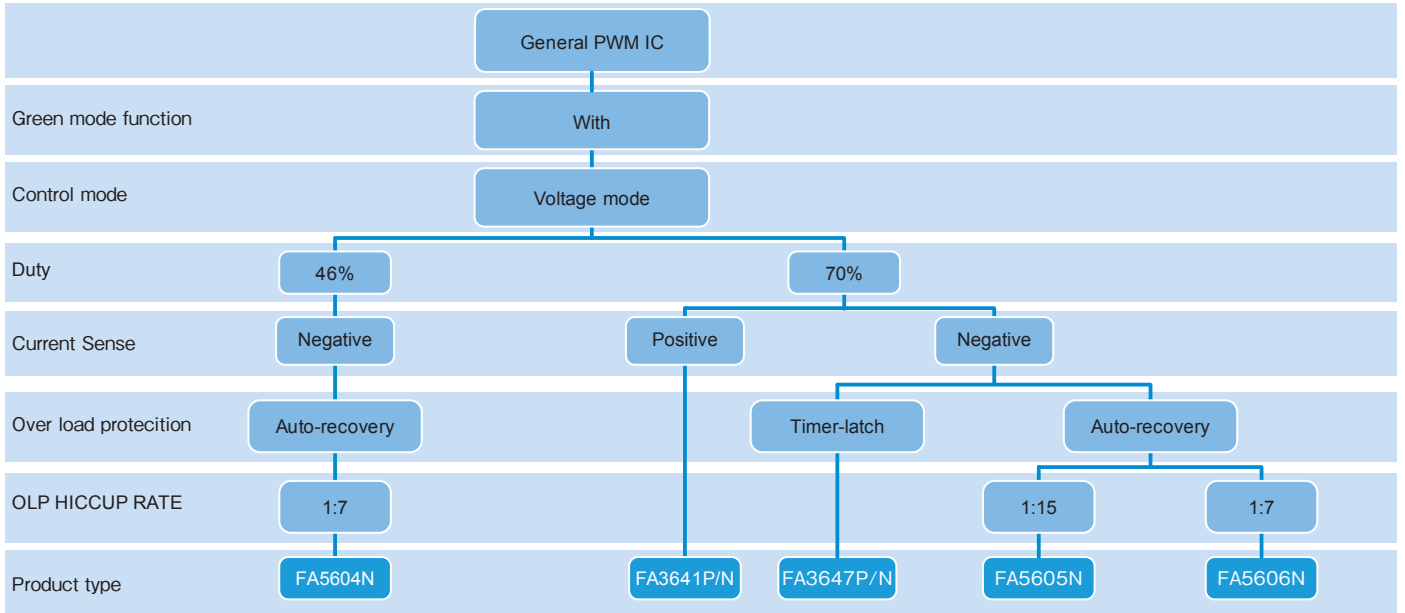 General PWM IC
Green mode function
With
Control mode
Voltage mode
Duty
46%
70%
Current Sense
Negative
Positive
Negative
Over load protecition
Auto-recovery
Timer-latch
Auto-recovery
OLP HICCUP RATE
1:7
1:15
1:7
Product type
FA5604N
FA3641P/N
FA3647P/N
FA5605N
FA5606N